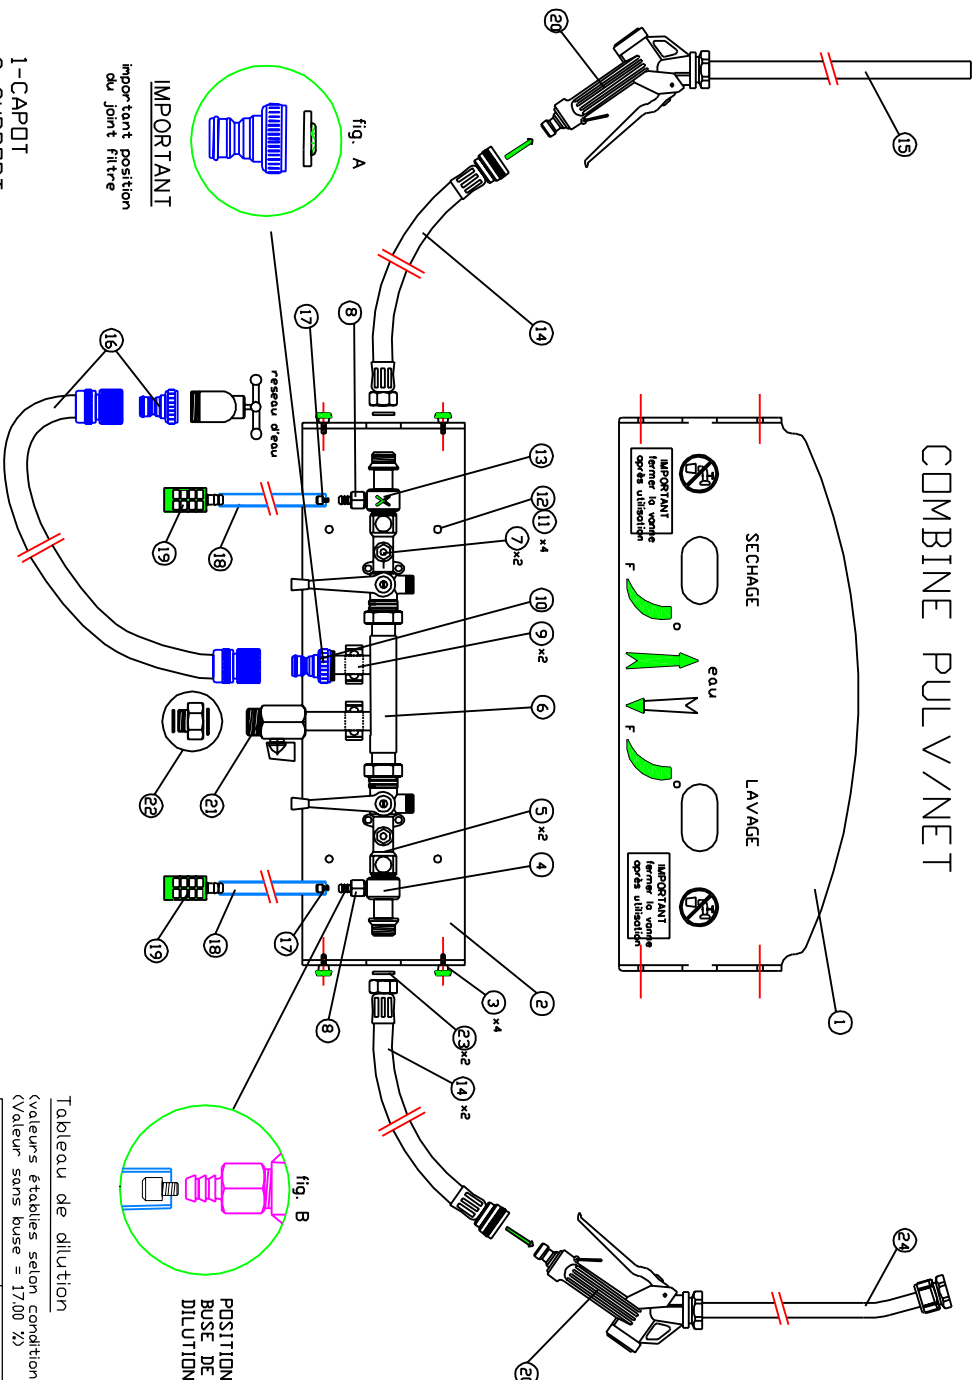 COMBINE PULV/NET
1
IMPORTANT
fermer la vanne
après utilisation
SECHAGE
F
O
eau
F
O
LAVAGE
IMPORTANT
fermer la vanne
après utilisation
20
15
14
fig. A
IMPORTANT
important position
du joint filtre
17
8
13
12 11 x4
7 x2
10
9 x2
6
5 x2
4
2
3 x4
23 x2
14 x2
16
reseau d'eau
19
18
22
21
19
18
17
8
24
20
fig. B
POSITION
BUSE DE
DILUTION
1-CAPOT
Tableau de dilution
(valeurs établies selon condition
(Valeur sans buse = 17.00 %)